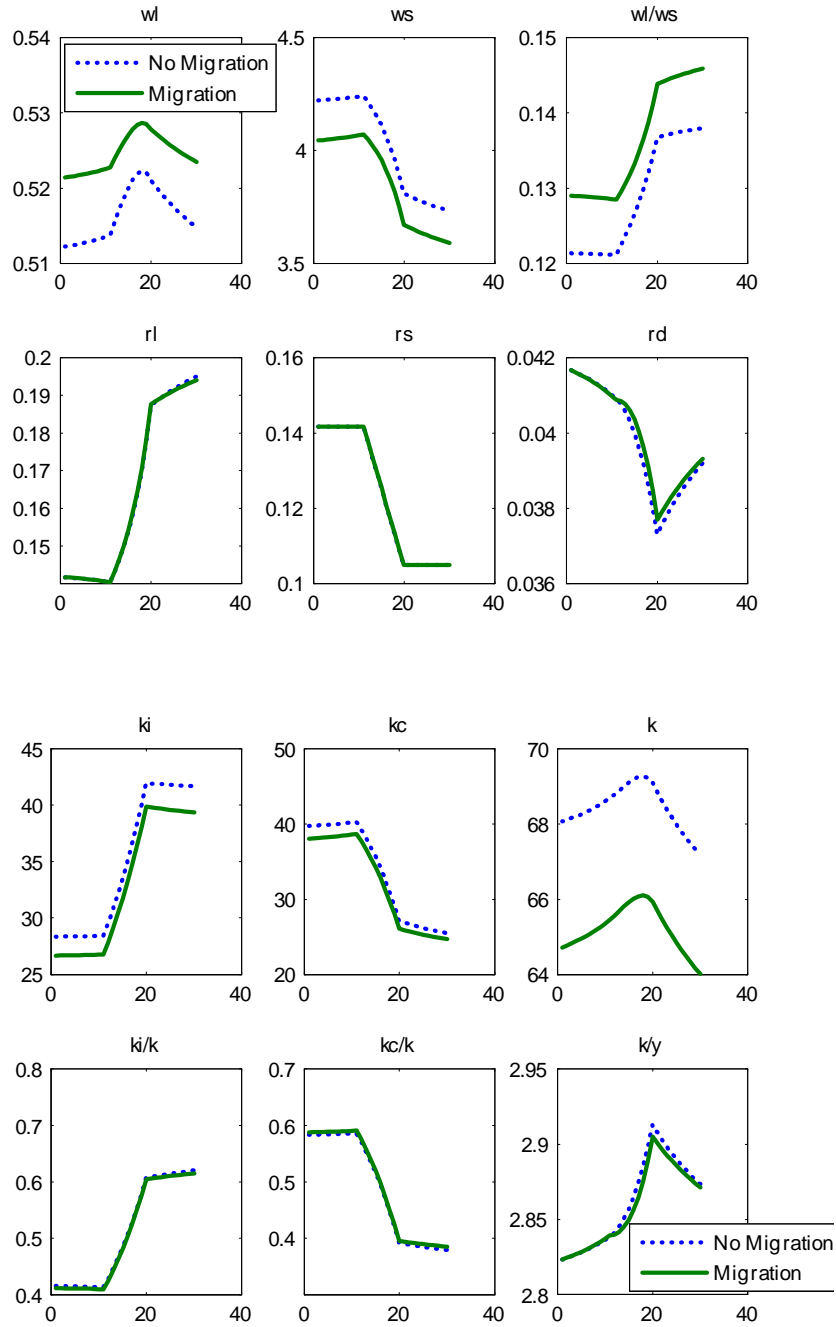 wl
ws
wl/ws
0.54
0.53
0.52
0.51
0 20 40
No Migration
Migration
4.5
4
3.5
0 20 40
0.15
0.14
0.13
0.12
0 20 40
rl
rs
rd
0.2
0.19
0.18
0.17
0.16
0.15
0 20 40
0.16
0.14
0.12
0.1
0 20 40
0.042
0.04
0.038
0.036
0 20 40
ki
kc
k
45
40
35
30
25
0 20 40
50
40
30
20
0 20 40
70
68
66
64
0 20 40
ki/k
kc/k
k/y
0.8
0.7
0.6
0.5
0.4
0 20 40
0.7
0.6
0.5
0.4
0 20 40
2.95
2.9
2.85
2.8
0 20 40
No Migration
Migration